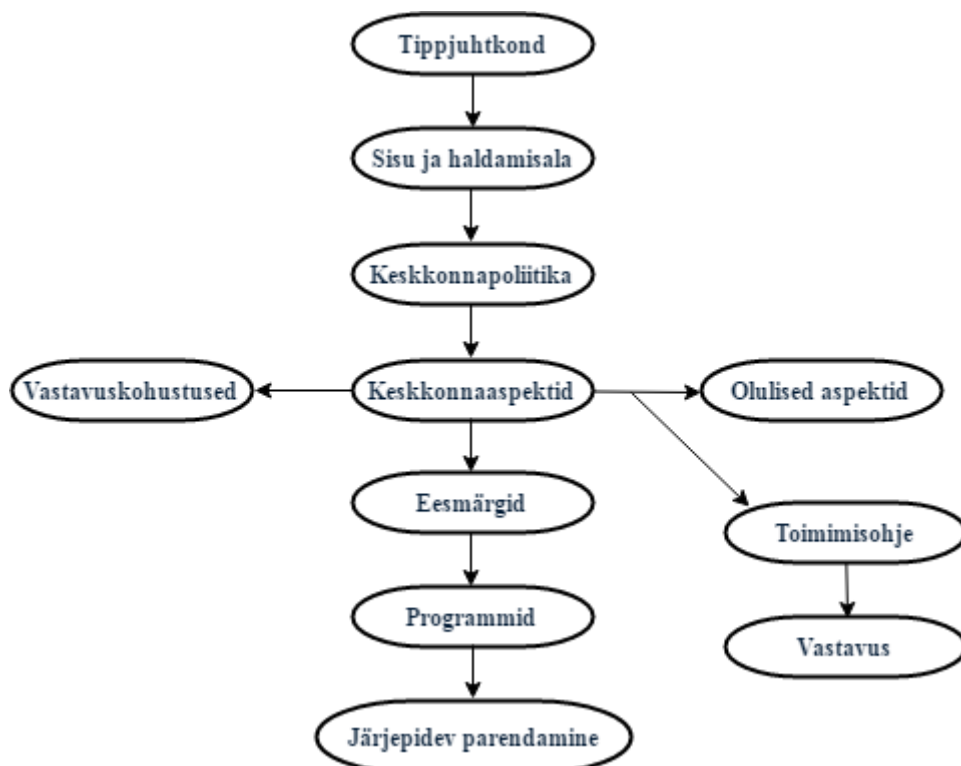 Tippjuhtkond
Sisu ja haldamisala
Keskkonnapoliitika
Vastavuskohustused
Keskkonnaaspektid
Olulised aspektid
Eesmärgid
Toimimisohje
Programmid
Vastavus
Järjepidev parendamine